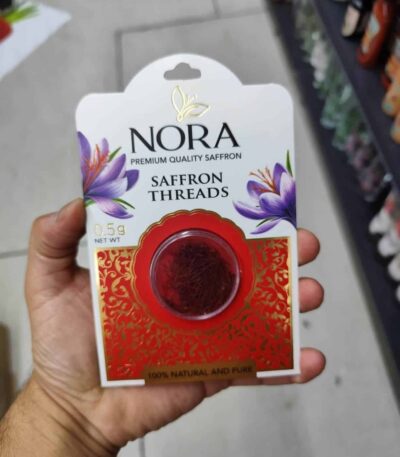 NORA
PREMIUM QUALITY SAFFRON
SAFFRON
THREADS
0.5g
NET WT
100% NATURAL AND PURE